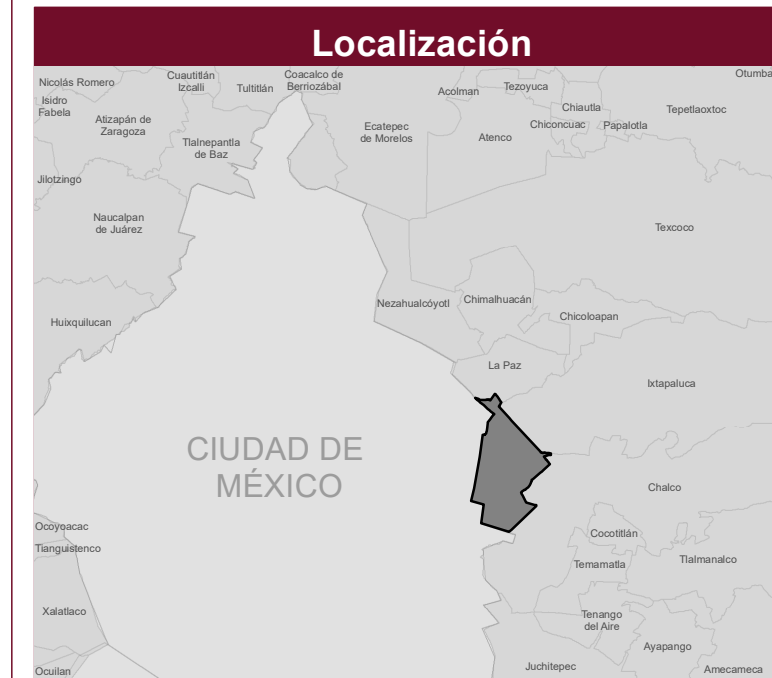 Localización
Nicolás Romero
Cuautitlán
Izcalli
Tultitlán
Coacalco de
Berriozábal
Acolman
Tezoyuca
Otumba
Isidro
Fabela
Atizapán de
Zaragoza
Tlalnepantla
de Baz
Ecatepec
de Morelos
Atenco
Chiautla
Chiconcuac
Papalotla
Tepetlaoxtoc
Jilotzingo
Naucalpan
de Juárez
Texcoco
Huixquilucan
Nezahualcóyotl
Chimalhuacán
Chicoloapan
La Paz
Ixtapaluca
CIUDAD DE
MÉXICO
Chalco
Ocoyoacac
Tianguistenco
Cocotitlán
Temamatla
Tlalmanalco
Xalatlaco
Tenango
del Aire
Ayapango
Ocuilan
Juchitepec
Amecameca